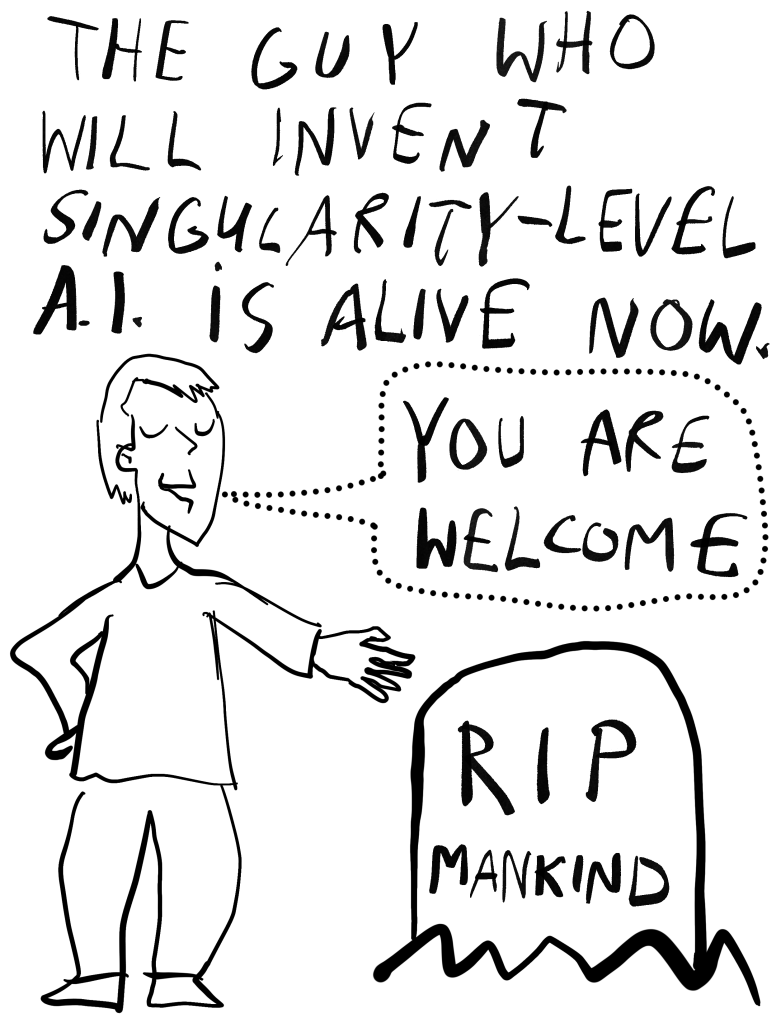 THE GUY WHO
WILL INVENT
SINGULARITY-LEVEL
A.I. IS ALIVE NOW.
YOU ARE
WELCOME
RIP
MANKIND